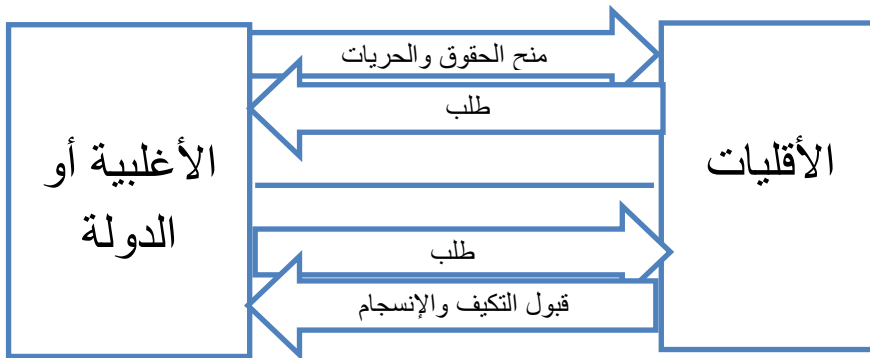 منح الحقوق والحريات
طلب
الأقليات
الأغلبية أو
الدولة
طلب
قبول التكيف والإنسجام